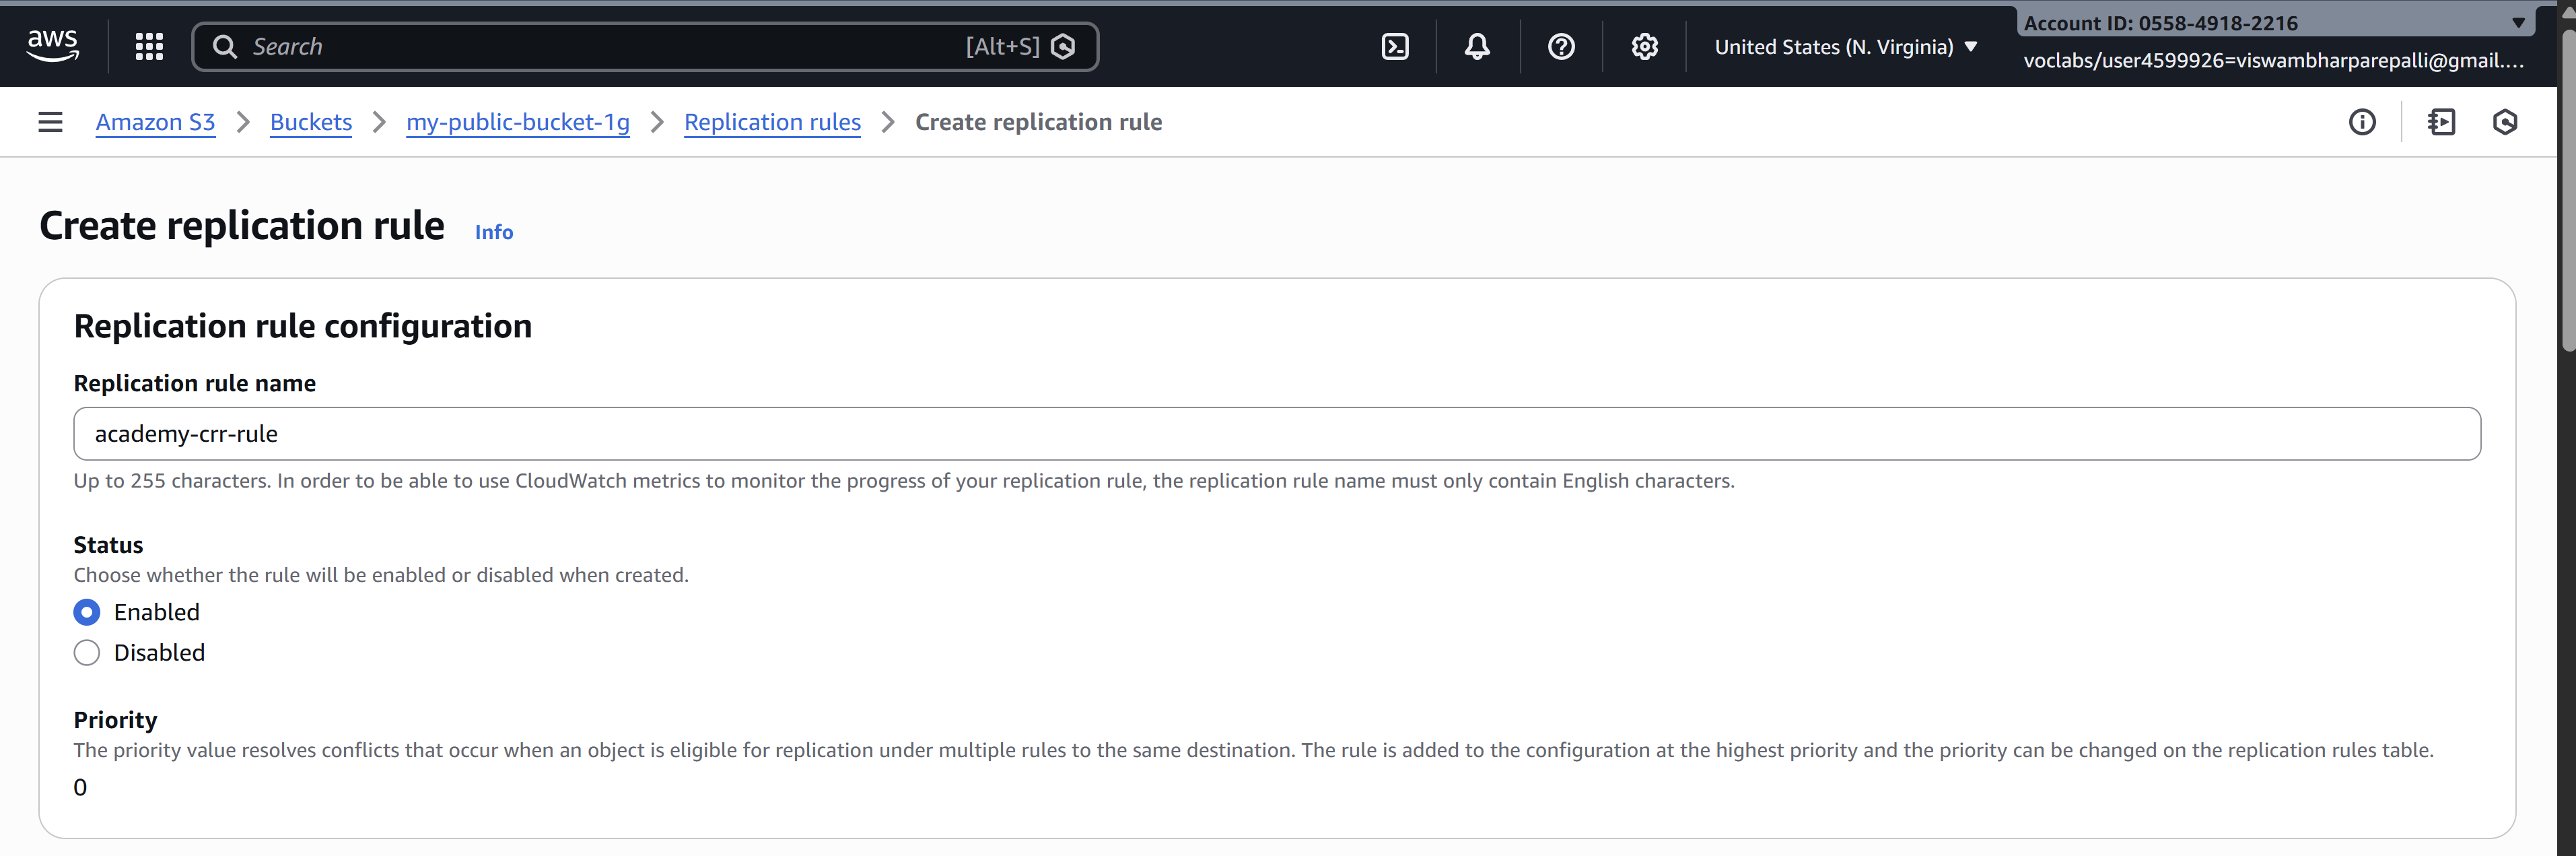 aws
Search [Alt+S]
United States (N. Virginia)
Account ID: 0558-4918-2216
voclabs/user4599926=viswambharparepalli@gmail....
Amazon S3 > Buckets > my-public-bucket-1g > Replication rules > Create replication rule
Create replication rule Info
Replication rule configuration
Replication rule name
academy-crr-rule
Up to 255 characters. In order to be able to use CloudWatch metrics to monitor the progress of your replication rule, the replication rule name must only contain English characters.
Status
Choose whether the rule will be enabled or disabled when created.
Enabled
Disabled
Priority
The priority value resolves conflicts that occur when an object is eligible for replication under multiple rules to the same destination. The rule is added to the configuration at the highest priority and the priority can be changed on the replication rules table.
0